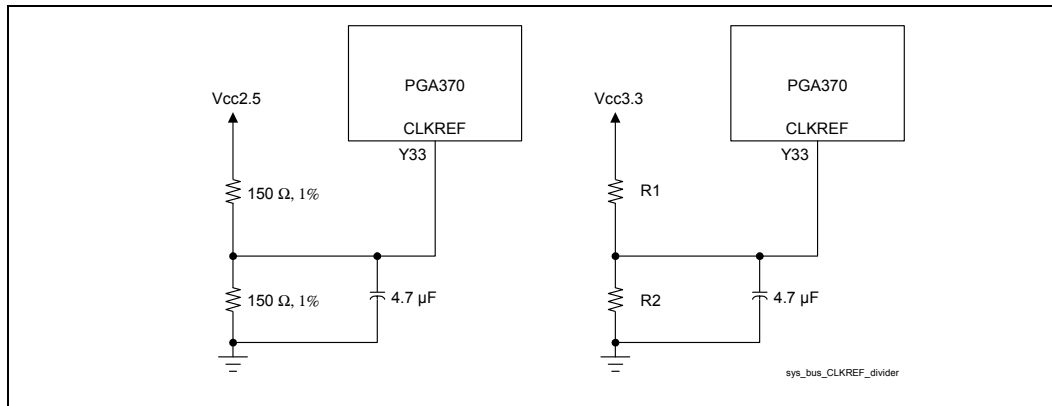 PGA370
Vcc2.5
CLKREF
Y33
150 Ω, 1%
150 Ω, 1%
4.7 µF
PGA370
Vcc3.3
CLKREF
Y33
R1
R2
4.7 µF
sys_bus_CLKREF_divider